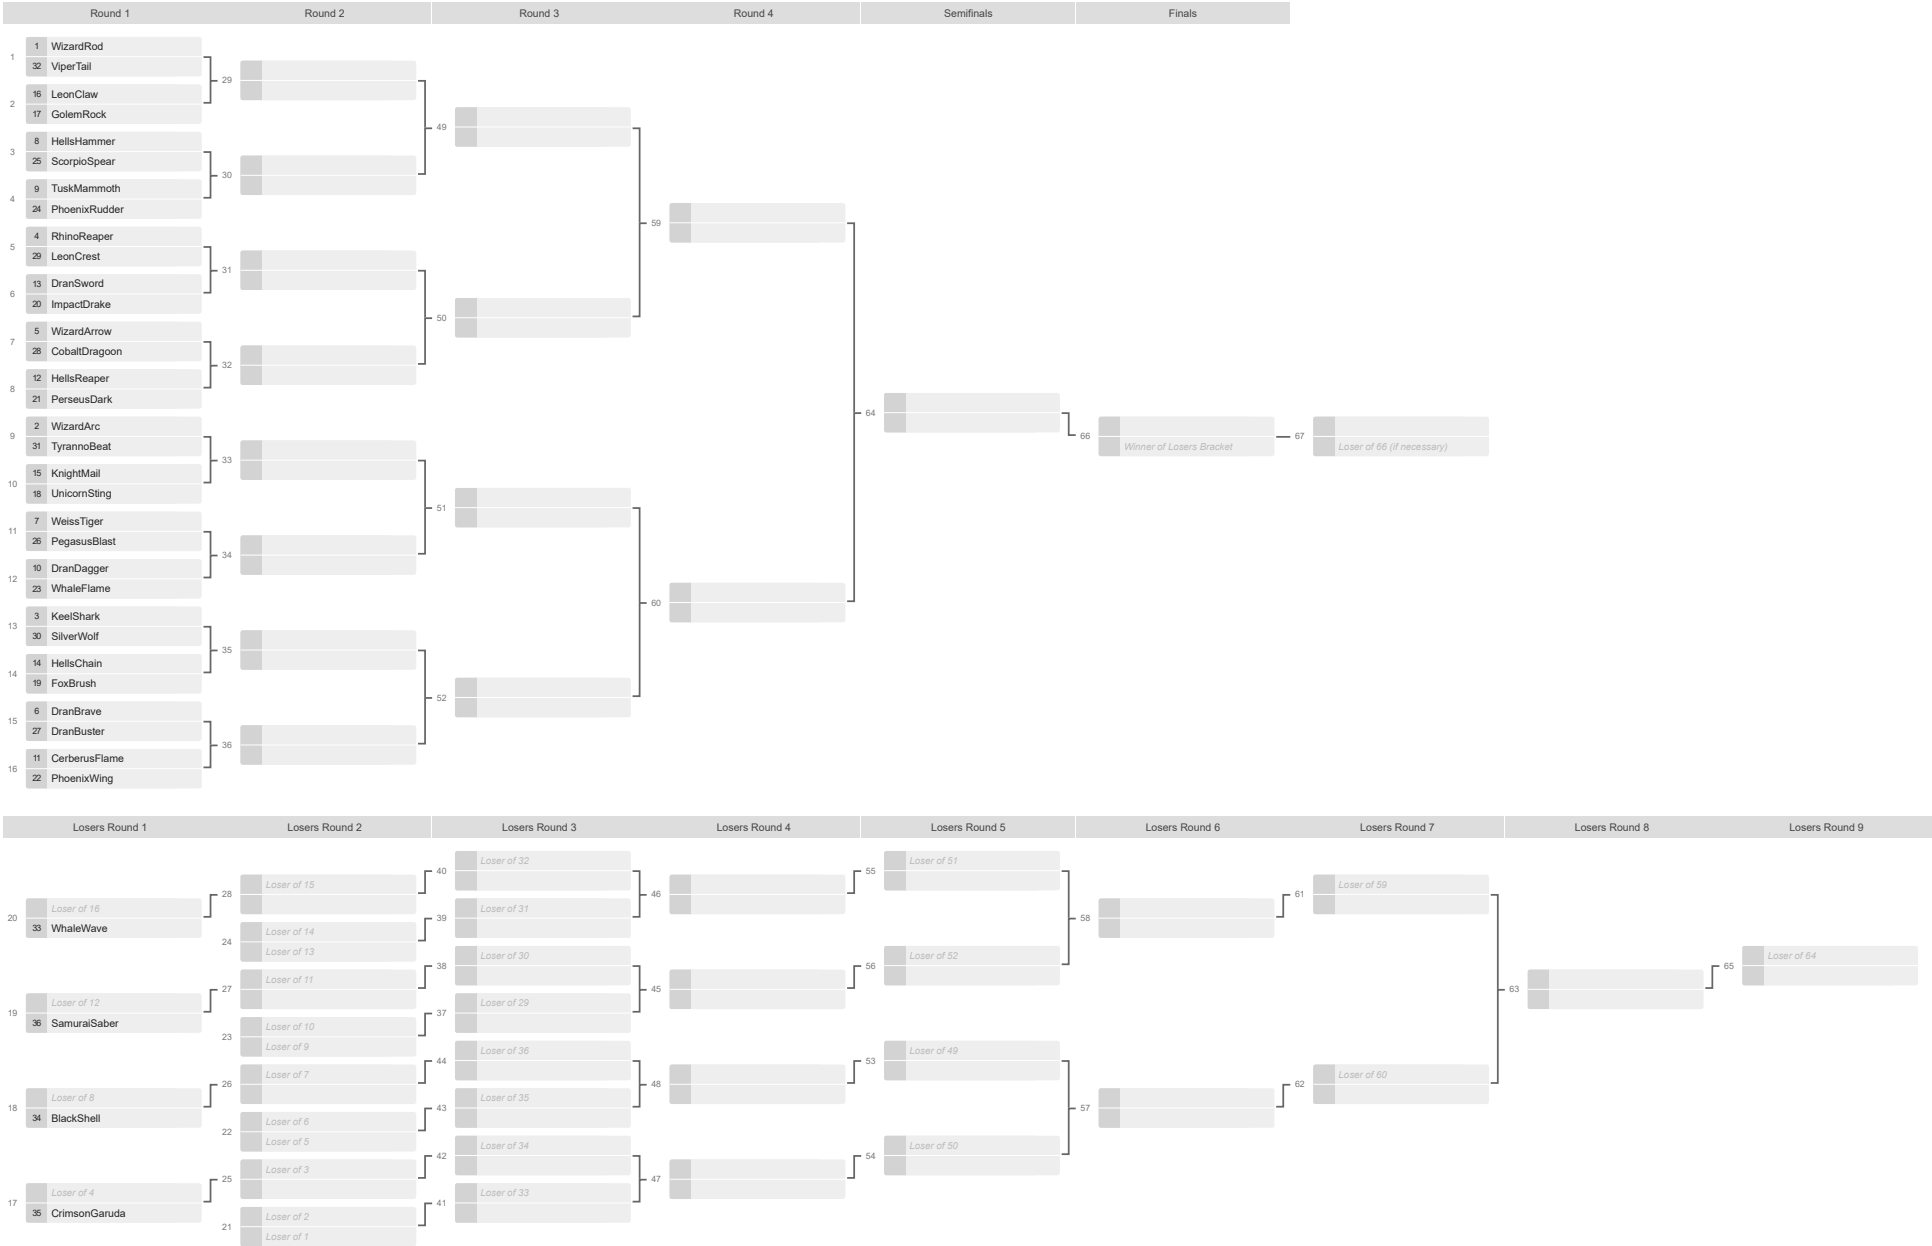 Round 1 Round 2 Round 3 Round 4 Semifinals Finals
1
1 WizardRod
32 ViperTail
2
16 LeonClaw
17 GolemRock
3
8 HellsHammer
25 ScorpioSpear
4
9 TuskMammoth
24 PhoenixRudder
5
4 RhinoReaper
29 LeonCrest
6
13 DranSword
20 ImpactDrake
7
5 WizardArrow
28 CobaltDragoon
8
12 HellsReaper
21 PerseusDark
9
2 WizardArc
31 TyrannoBeat
10
15 KnightMail
18 UnicornSting
11
7 WeissTiger
26 PegasusBlast
12
10 DranDagger
23 WhaleFlame
13
3 KeelShark
30 SilverWolf
14
14 HellsChain
19 FoxBrush
15
6 DranBrave
27 DranBuster
16
11 CerberusFlame
22 PhoenixWing
29
30
31
32
33
34
35
36
49
50
51
52
59
60
64
66
Winner of Losers Bracket
67
Loser of 66 (if necessary)
Losers Round 1 Losers Round 2 Losers Round 3 Losers Round 4 Losers Round 5 Losers Round 6 Losers Round 7 Losers Round 8 Losers Round 9
20
Loser of 16
33 WhaleWave
19
Loser of 12
36 SamuraiSaber
18
Loser of 8
34 BlackShell
17
Loser of 4
35 CrimsonGaruda
28
Loser of 15
24
Loser of 14
Loser of 13
27
Loser of 11
23
Loser of 10
Loser of 9
26
Loser of 7
22
Loser of 6
Loser of 5
25
Loser of 3
21
Loser of 2
Loser of 1
40
Loser of 32
39
Loser of 31
38
Loser of 30
37
Loser of 29
44
Loser of 36
43
Loser of 35
42
Loser of 34
41
Loser of 33
46
45
48
47
55
Loser of 51
56
Loser of 52
53
Loser of 49
54
Loser of 50
58
57
61
Loser of 59
62
Loser of 60
63
65
Loser of 64